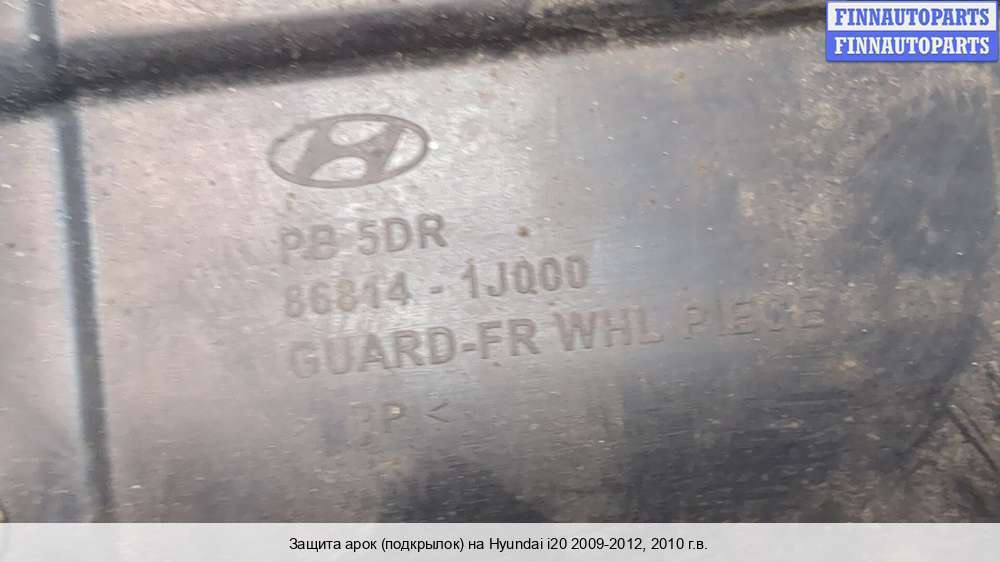 FINNAUTOPARTS
FINNAUTOPARTS
PB 5DR
86814 - 1J000
GUARD-FR WHL PIECE
PP <
Защита арок (подкрылок) на Hyundai i20 2009-2012, 2010 г.в.